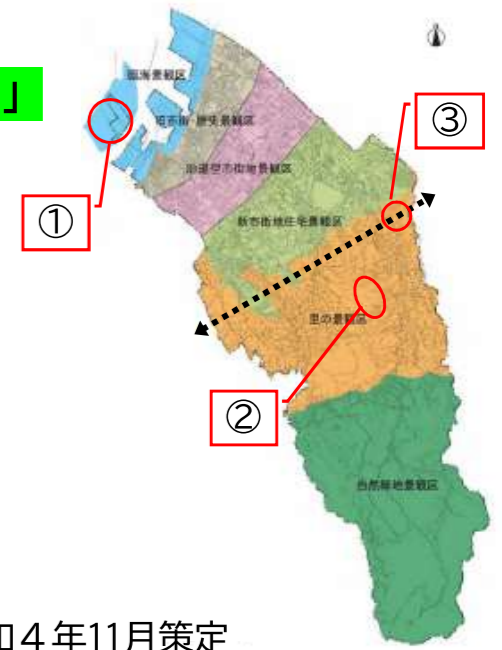 」
臨海景観区
旧市街・歴史景観区
沿道型市街地景観区
新市街地住宅景観区
③
①
里の景観区
②
自然緑地景観区
和4年11月策定